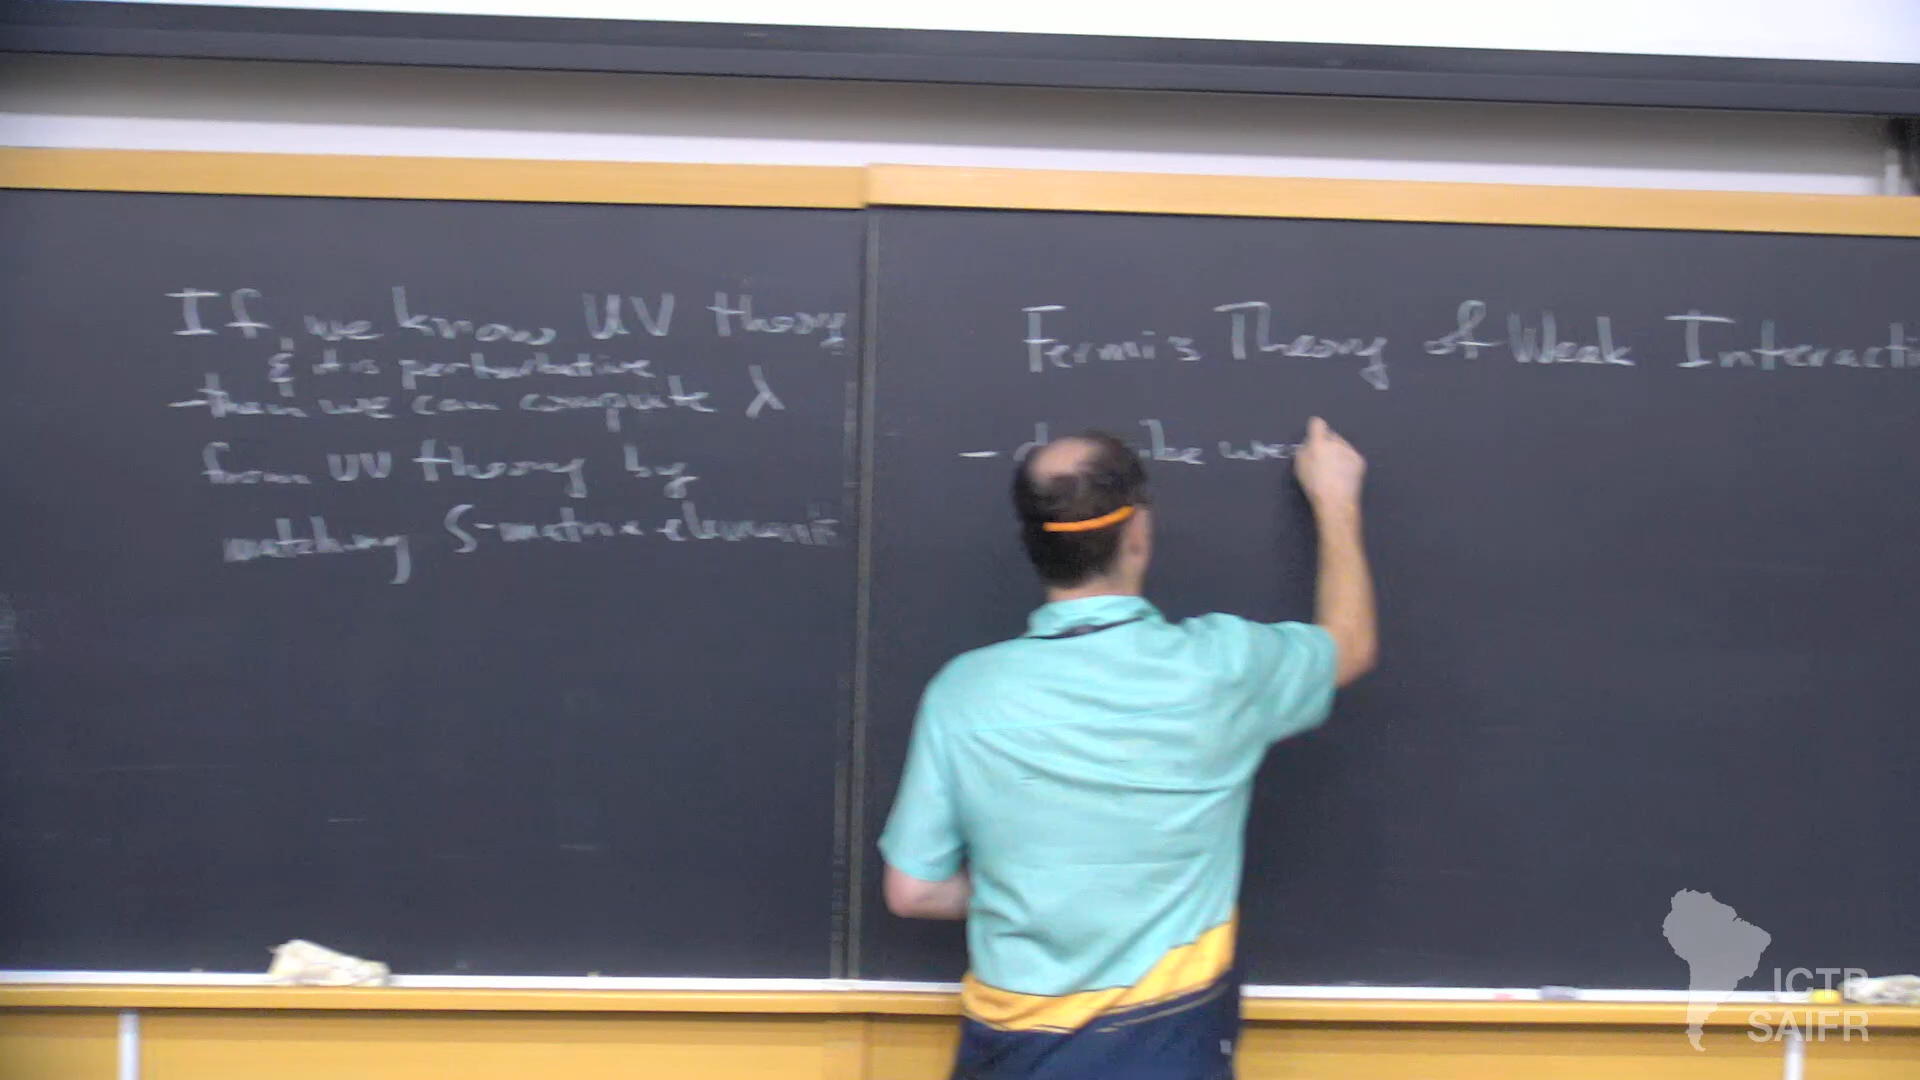 If we know UV theory
& it is perturbative
- then we can compute λ
from UV theory by
matching S-matrix element
Fermi's Theory of Weak Interacti
-
ICTP
SAIFR